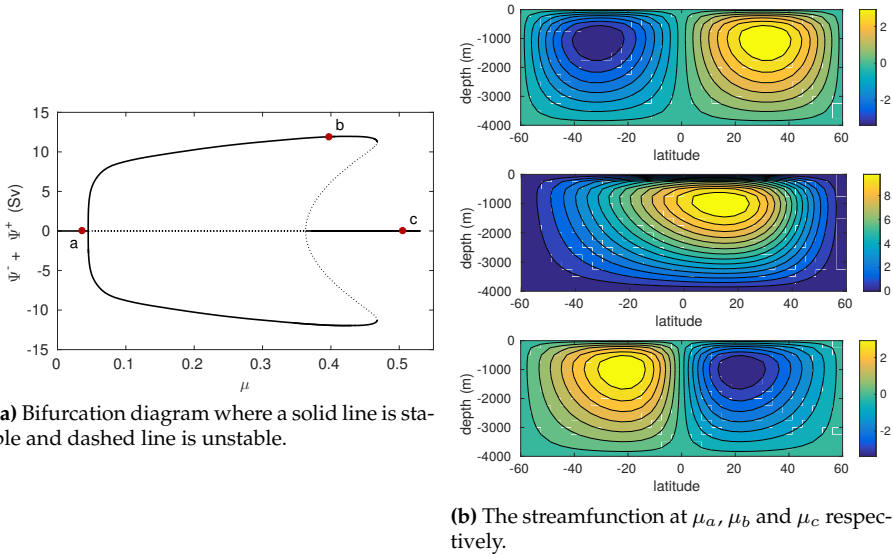 15
10
5
0
-5
-10
-15
0
0.1
0.2
0.3
0.4
0.5
μ
Ψ⁻ + Ψ⁺ (Sv)
a
b
c
a) Bifurcation diagram where a solid line is sta-
ble and dashed line is unstable.
0
-1000
-2000
-3000
-4000
depth (m)
-60 -40 -20 0 20 40 60
latitude
2
0
-2
0
-1000
-2000
-3000
-4000
depth (m)
-60 -40 -20 0 20 40 60
latitude
8
6
4
2
0
0
-1000
-2000
-3000
-4000
depth (m)
-60 -40 -20 0 20 40 60
latitude
2
0
-2
(b) The streamfunction at μa, μb and μc respec-
tively.